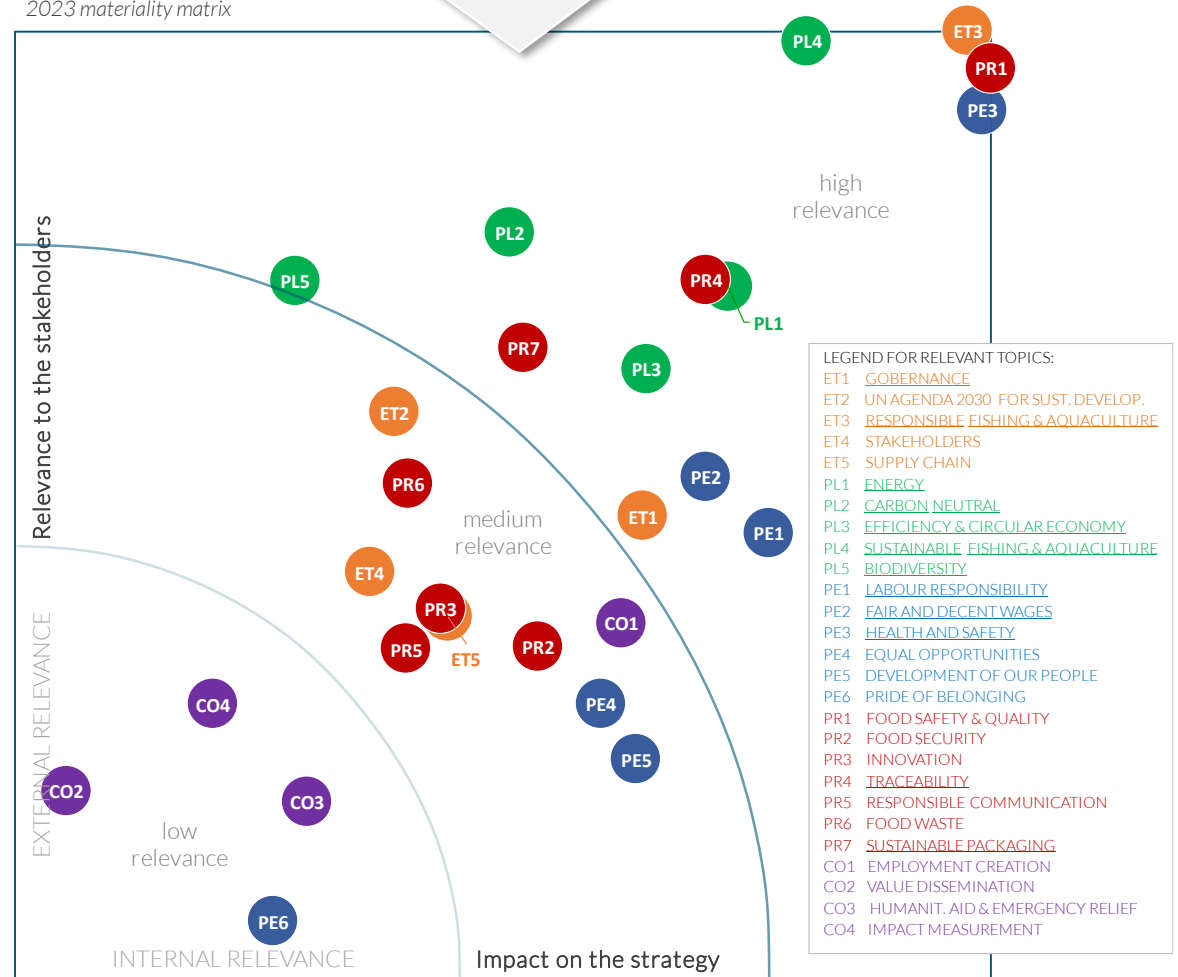 2023 materiality matrix
PL4
ET3
PR1
PE3
high
relevance
PL2
PL5
PR4
PL1
PR7
PL3
ET2
PR6
PE2
medium
relevance
ET1
PE1
ET4
PR3
CO1
PR5
ET5
PR2
CO4
PE4
PE5
CO2
CO3
low
relevance
PE6
Relevance to the stakeholders
EXTERNAL RELEVANCE
INTERNAL RELEVANCE
Impact on the strategy
LEGEND FOR RELEVANT TOPICS:
ET1 GOBERNANCE
ET2 UN AGENDA 2030 FOR SUST. DEVELOP.
ET3 RESPONSIBLE FISHING & AQUACULTURE
ET4 STAKEHOLDERS
ET5 SUPPLY CHAIN
PL1 ENERGY
PL2 CARBON NEUTRAL
PL3 EFFICIENCY & CIRCULAR ECONOMY
PL4 SUSTAINABLE FISHING & AQUACULTURE
PL5 BIODIVERSITY
PE1 LABOUR RESPONSIBILITY
PE2 FAIR AND DECENT WAGES
PE3 HEALTH AND SAFETY
PE4 EQUAL OPPORTUNITIES
PE5 DEVELOPMENT OF OUR PEOPLE
PE6 PRIDE OF BELONGING
PR1 FOOD SAFETY & QUALITY
PR2 FOOD SECURITY
PR3 INNOVATION
PR4 TRACEABILITY
PR5 RESPONSIBLE COMMUNICATION
PR6 FOOD WASTE
PR7 SUSTAINABLE PACKAGING
CO1 EMPLOYMENT CREATION
CO2 VALUE DISSEMINATION
CO3 HUMANIT. AID & EMERGENCY RELIEF
CO4 IMPACT MEASUREMENT